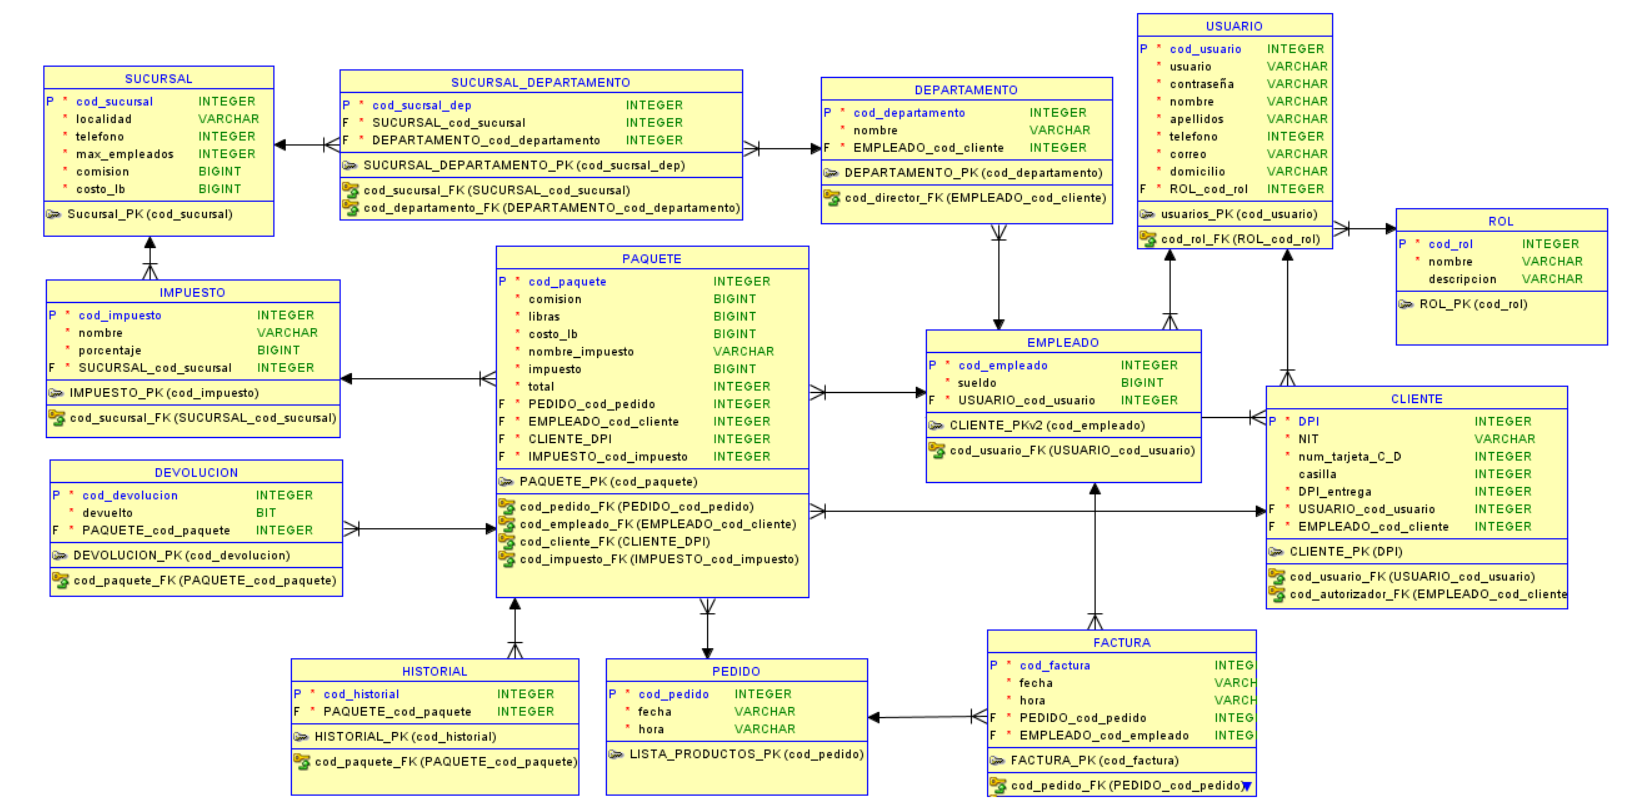 SUCURSAL
P * cod_sucursal INTEGER
* localidad VARCHAR
* telefono INTEGER
* max_empleados INTEGER
* comision BIGINT
* costo_lb BIGINT
Sucursal_PK (cod_sucursal)
SUCURSAL_DEPARTAMENTO
P * cod_sucrsal_dep INTEGER
F * SUCURSAL_cod_sucursal INTEGER
F * DEPARTAMENTO_cod_departamento INTEGER
SUCURSAL_DEPARTAMENTO_PK (cod_sucrsal_dep)
cod_sucursal_FK (SUCURSAL_cod_sucursal)
cod_departamento_FK (DEPARTAMENTO_cod_departamento)
DEPARTAMENTO
P * cod_departamento INTEGER
* nombre VARCHAR
F * EMPLEADO_cod_cliente INTEGER
DEPARTAMENTO_PK (cod_departamento)
cod_director_FK (EMPLEADO_cod_cliente)
USUARIO
P * cod_usuario INTEGER
* usuario VARCHAR
* contraseña VARCHAR
* nombre VARCHAR
* apellidos VARCHAR
* telefono INTEGER
* correo VARCHAR
* domicilio VARCHAR
F * ROL_cod_rol INTEGER
usuarios_PK (cod_usuario)
cod_rol_FK (ROL_cod_rol)
ROL
P * cod_rol INTEGER
* nombre VARCHAR
descripcion VARCHAR
ROL_PK (cod_rol)
IMPUESTO
P * cod_impuesto INTEGER
* nombre VARCHAR
* porcentaje BIGINT
F * SUCURSAL_cod_sucursal INTEGER
IMPUESTO_PK (cod_impuesto)
cod_sucursal_FK (SUCURSAL_cod_sucursal)
PAQUETE
P * cod_paquete INTEGER
* comision BIGINT
* libras BIGINT
* costo_lb BIGINT
* nombre_impuesto VARCHAR
* impuesto BIGINT
* total INTEGER
F * PEDIDO_cod_pedido INTEGER
F * EMPLEADO_cod_cliente INTEGER
F * CLIENTE_DPI INTEGER
F * IMPUESTO_cod_impuesto INTEGER
PAQUETE_PK (cod_paquete)
cod_pedido_FK (PEDIDO_cod_pedido)
cod_empleado_FK (EMPLEADO_cod_cliente)
cod_cliente_FK (CLIENTE_DPI)
cod_impuesto_FK (IMPUESTO_cod_impuesto)
EMPLEADO
P * cod_empleado INTEGER
* sueldo BIGINT
F * USUARIO_cod_usuario INTEGER
CLIENTE_PKv2 (cod_empleado)
cod_usuario_FK (USUARIO_cod_usuario)
CLIENTE
P * DPI INTEGER
* NIT VARCHAR
* num_tarjeta_C_D INTEGER
casilla INTEGER
* DPI_entrega INTEGER
F * USUARIO_cod_usuario INTEGER
F * EMPLEADO_cod_cliente INTEGER
CLIENTE_PK (DPI)
cod_usuario_FK (USUARIO_cod_usuario)
cod_autorizador_FK (EMPLEADO_cod_cliente
DEVOLUCION
P * cod_devolucion INTEGER
* devuelto BIT
F * PAQUETE_cod_paquete INTEGER
DEVOLUCION_PK (cod_devolucion)
cod_paquete_FK (PAQUETE_cod_paquete)
HISTORIAL
P * cod_historial INTEGER
F * PAQUETE_cod_paquete INTEGER
HISTORIAL_PK (cod_historial)
cod_paquete_FK (PAQUETE_cod_paquete)
PEDIDO
P * cod_pedido INTEGER
* fecha VARCHAR
* hora VARCHAR
LISTA_PRODUCTOS_PK (cod_pedido)
FACTURA
P * cod_factura INTEG
* fecha VARCH
* hora VARCH
F * PEDIDO_cod_pedido INTEG
F * EMPLEADO_cod_empleado INTEG
FACTURA_PK (cod_factura)
cod_pedido_FK (PEDIDO_cod_pedido)